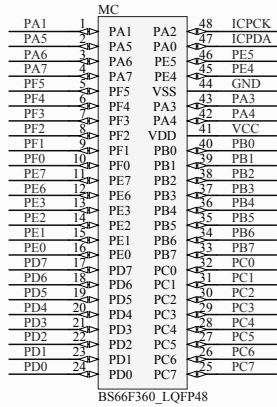 MC
PA1 1 PA1 PA2 48 ICPCK
PA5 2 PA5 PA0 47 ICPDA
PA6 3 PA6 PE5 46 PE5
PA7 4 PA7 PE4 45 PE4
PF5 5 PF5 VSS 44 GND
PF4 6 PF4 PA3 43 PA3
PF3 7 PF3 PA4 42 PA4
PF2 8 PF2 VDD 41 VCC
PF1 9 PF1 PB0 40 PB0
PF0 10 PF0 PB1 39 PB1
PE7 11 PE7 PB2 38 PB2
PE6 12 PE6 PB3 37 PB3
PE3 13 PE3 PB4 36 PB4
PE2 14 PE2 PB5 35 PB5
PE1 15 PE1 PB6 34 PB6
PE0 16 PE0 PB7 33 PB7
PD7 17 PD7 PC0 32 PC0
PD6 18 PD6 PC1 31 PC1
PD5 19 PD5 PC2 30 PC2
PD4 20 PD4 PC3 29 PC3
PD3 21 PD3 PC4 28 PC4
PD2 22 PD2 PC5 27 PC5
PD1 23 PD1 PC6 26 PC6
PD0 24 PD0 PC7 25 PC7
BS66F360_LQFP48